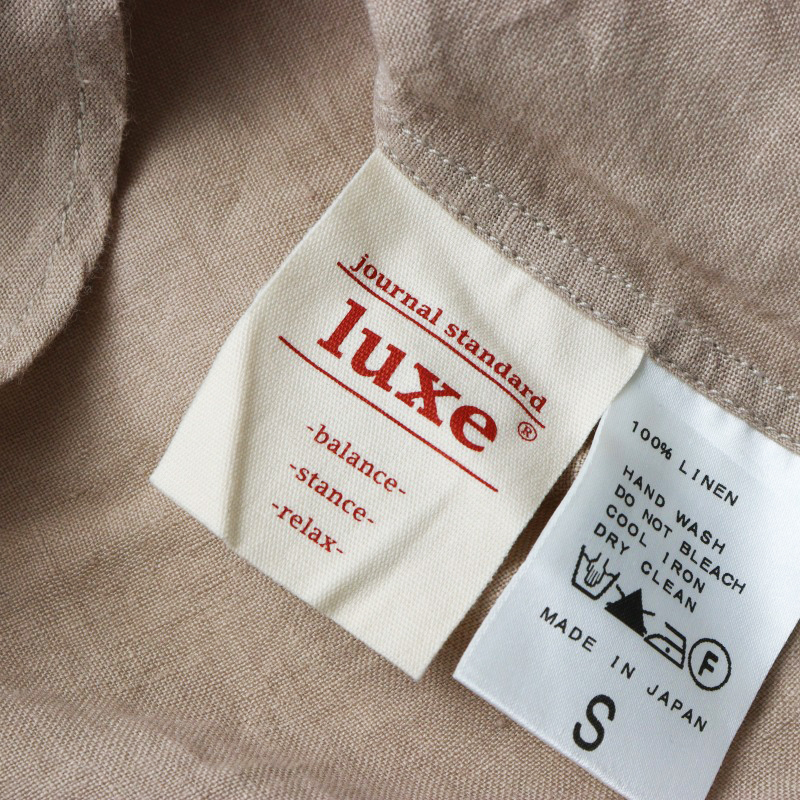 journal standard
luxe®
-balance-
-stance-
-relax-
100% LINEN
HAND WASH
DO NOT BLEACH
COOL IRON
DRY CLEAN
F
MADE IN JAPAN
S